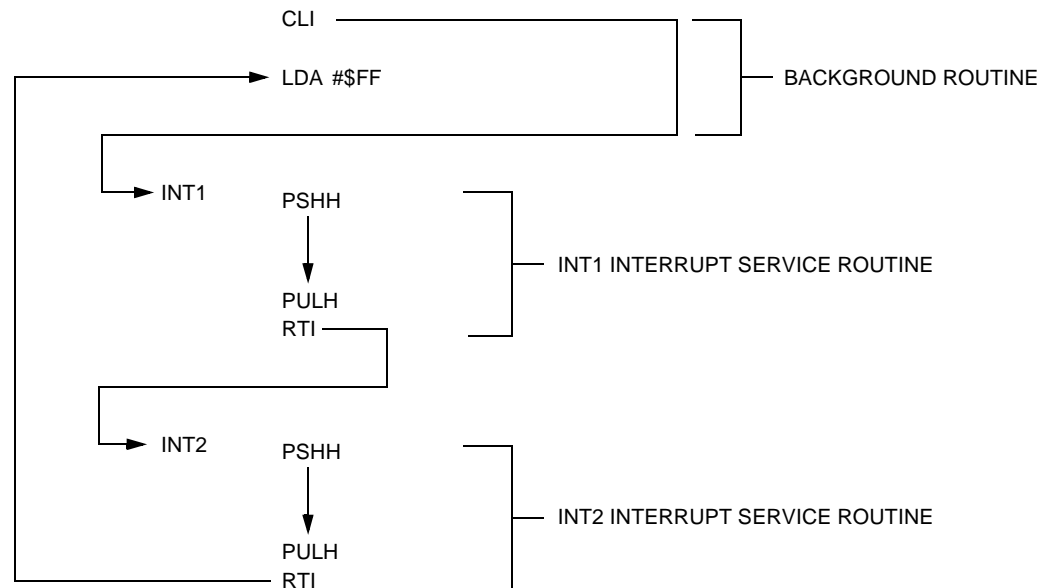 CLI
LDA #$FF
BACKGROUND ROUTINE
INT1
PSHH
INT1 INTERRUPT SERVICE ROUTINE
PULH
RTI
INT2
PSHH
INT2 INTERRUPT SERVICE ROUTINE
PULH
RTI